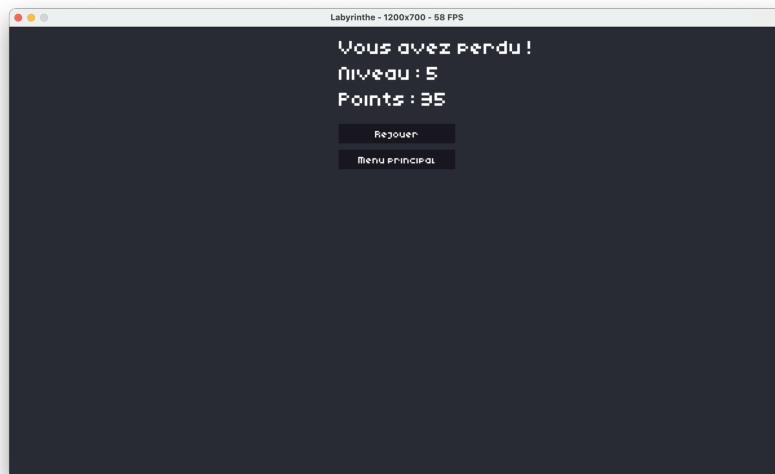 Labyrinthe - 1200x700 - 58 FPS
Vous avez perdu !
Niveau : 5
Points : 35
Rejouer
Menu principal